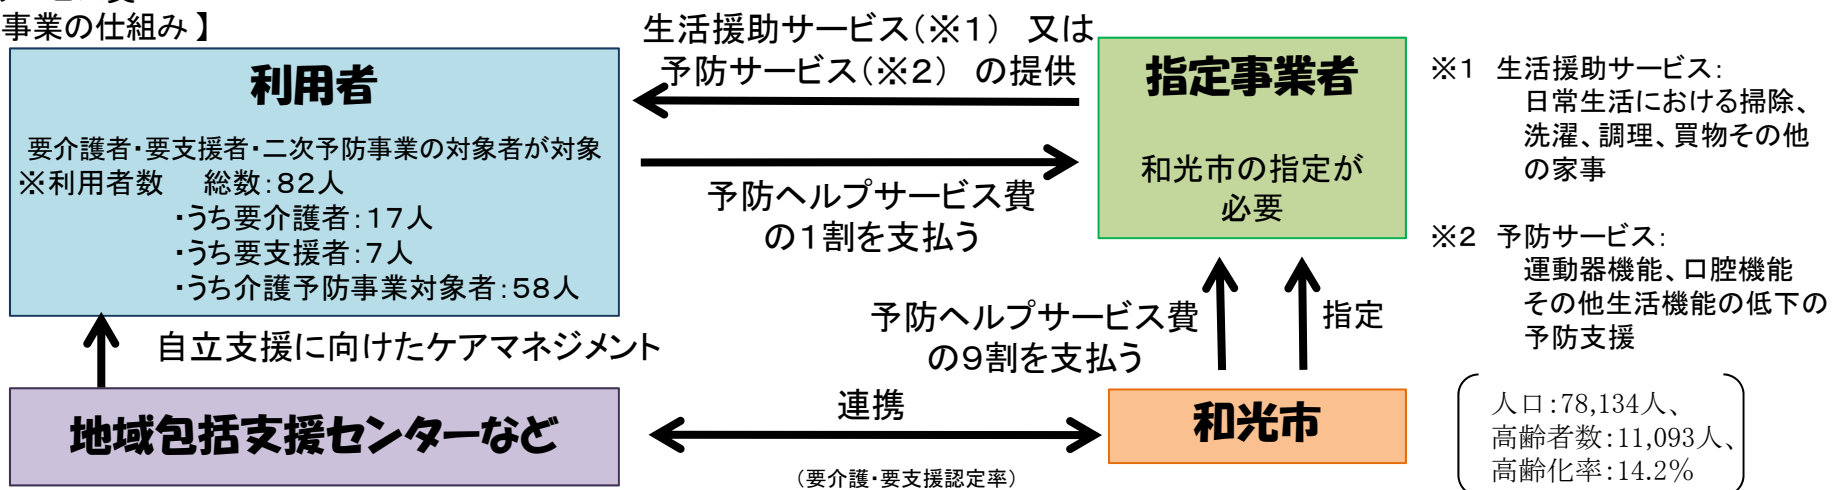 事業の仕組み】
利用者
要介護者・要支援者・二次予防事業の対象者が対象
※利用者数　総数：８２人
・うち要介護者：１７人
・うち要支援者：７人
・うち介護予防事業対象者：５８人
生活援助サービス（※１）　又は
予防サービス（※２）　の提供
予防ヘルプサービス費
の１割を支払う
指定事業者
和光市の指定が
必要
※１　生活援助サービス：
日常生活における掃除、
洗濯、調理、買物その他
の家事
※２　予防サービス：
運動器機能、口腔機能
その他生活機能の低下の
予防支援
自立支援に向けたケアマネジメント
予防ヘルプサービス費
の９割を支払う
指定
地域包括支援センターなど
連携
和光市
（要介護・要支援認定率）
人口：78,134人、
高齢者数：11,093人、
高齢化率：14.2％